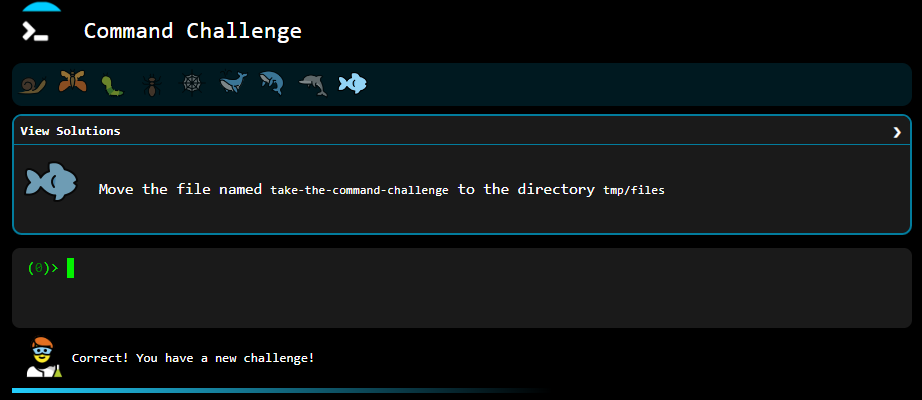 Command Challenge
View Solutions
Move the file named take-the-command-challenge to the directory tmp/files
(0)>
Correct! You have a new challenge!